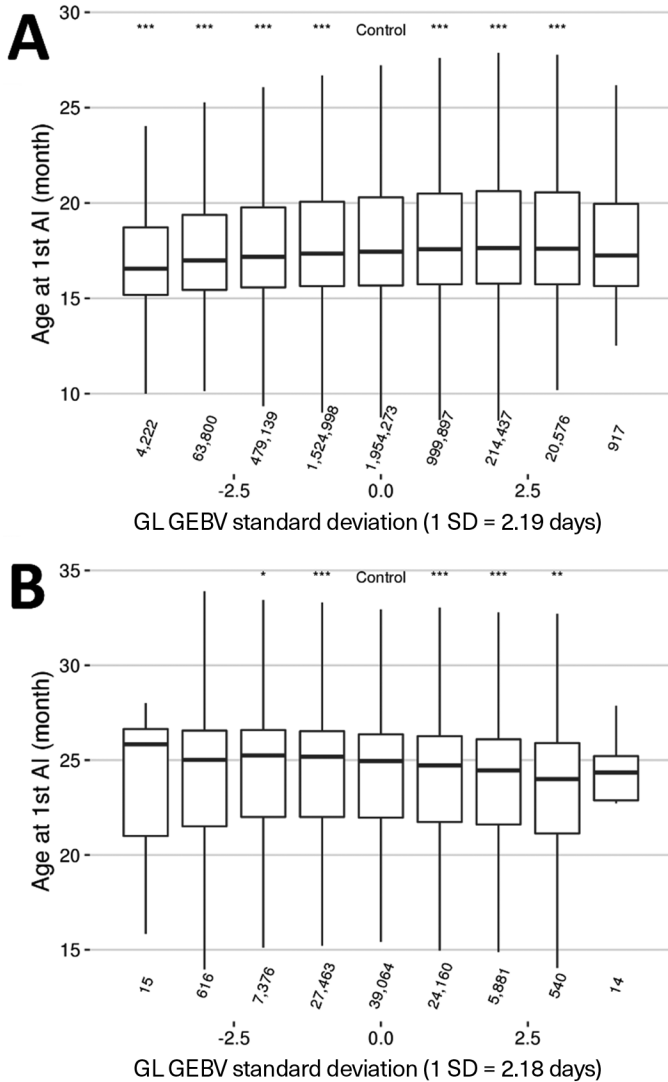 A
Age at 1st AI (month)
30
25
20
15
10
*** *** *** *** Control *** *** ***
4,222 63,800 479,139 1,524,998 1,954,273 999,897 214,437 20,576 917
-2.5 0.0 2.5
GL GEBV standard deviation (1 SD = 2.19 days)
B
Age at 1st AI (month)
35
30
25
20
15
* *** Control *** *** **
15 616 7,376 27,463 39,064 24,160 5,881 540 14
-2.5 0.0 2.5
GL GEBV standard deviation (1 SD = 2.18 days)